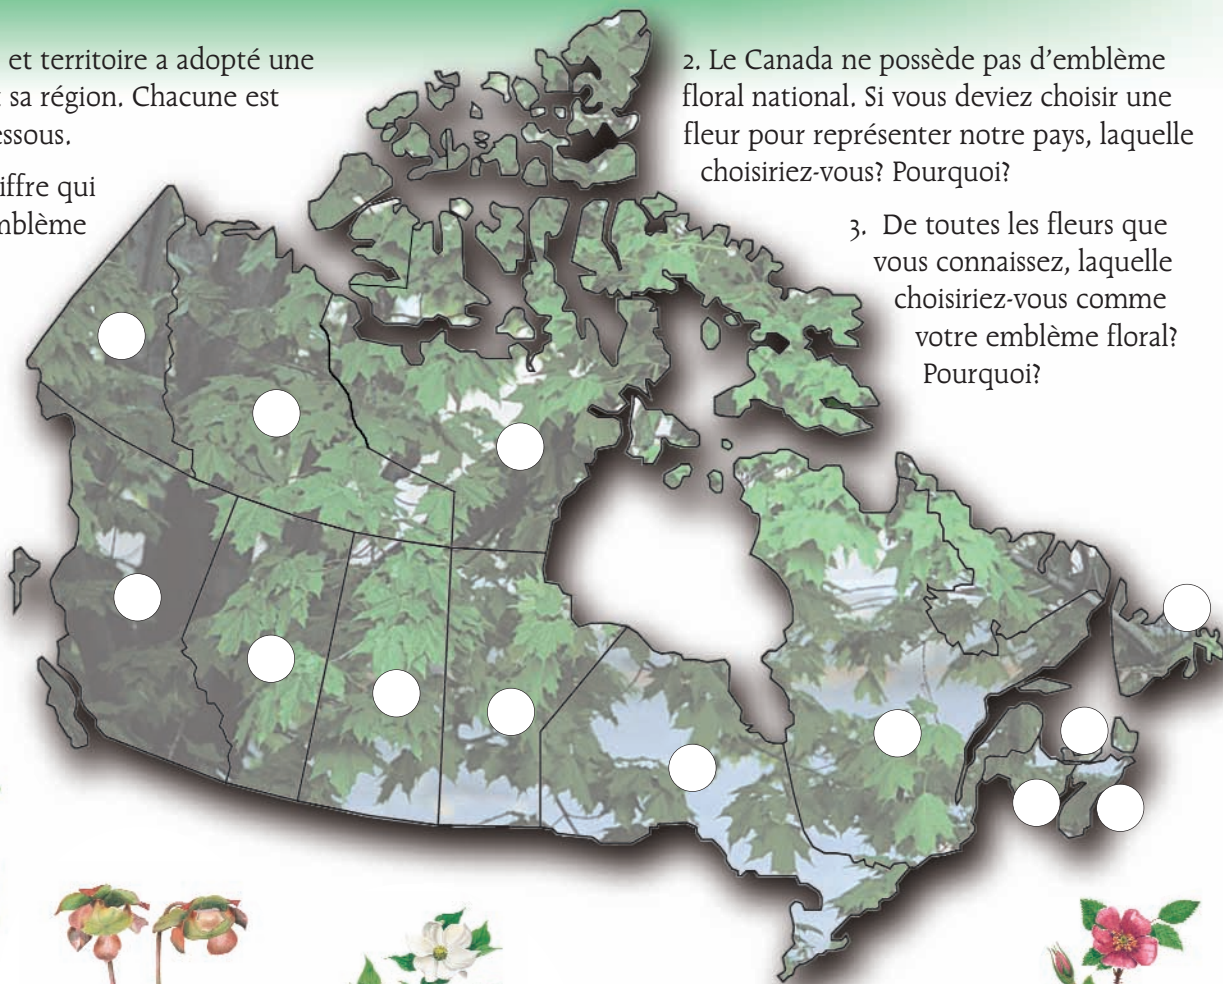 et territoire a adopté une
sa région. Chacune est
essous.
iffre qui
mblème
2. Le Canada ne possède pas d’emblème
floral national. Si vous deviez choisir une
fleur pour représenter notre pays, laquelle
choisiriez-vous? Pourquoi?
3. De toutes les fleurs que
vous connaissez, laquelle
choisiriez-vous comme
votre emblème floral?
Pourquoi?